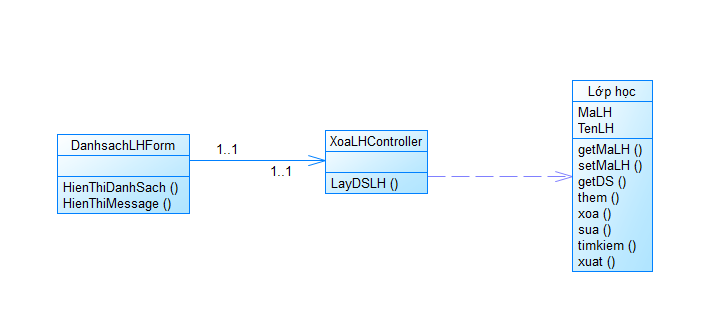 DanhsachLHForm
HienThiDanhSach ()
HienThiMessage ()
1..1
1..1
XoaLHController
LayDSLH ()
Lớp học
MaLH
TenLH
getMaLH ()
setMaLH ()
getDS ()
them ()
xoa ()
sua ()
timkiem ()
xuat ()